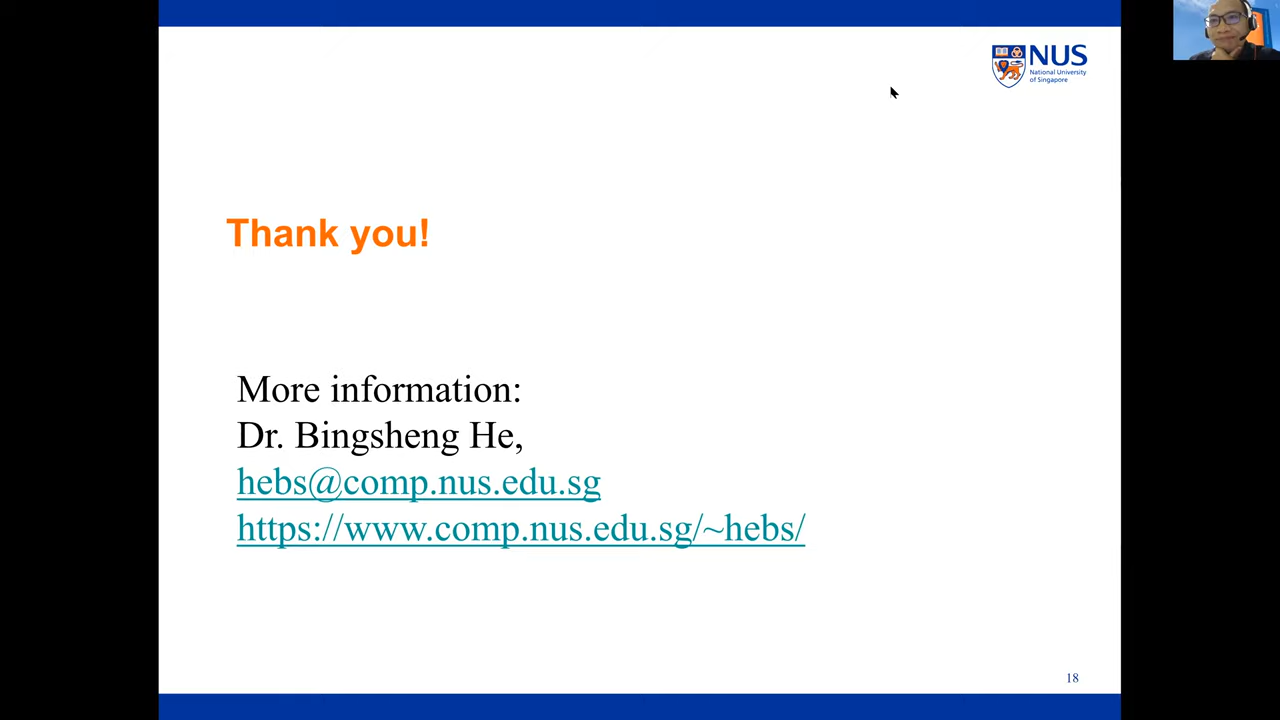 NUS
National University
of Singapore
Thank you!
More information:
Dr. Bingsheng He,
hebs@comp.nus.edu.sg
https://www.comp.nus.edu.sg/~hebs/
18